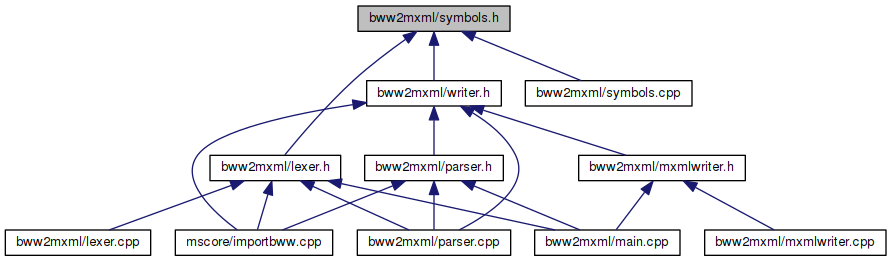 bww2mxml/symbols.h
bww2mxml/writer.h
bww2mxml/symbols.cpp
bww2mxml/lexer.h
bww2mxml/parser.h
bww2mxml/mxmlwriter.h
bww2mxml/lexer.cpp
mscore/importbww.cpp
bww2mxml/parser.cpp
bww2mxml/main.cpp
bww2mxml/mxmlwriter.cpp